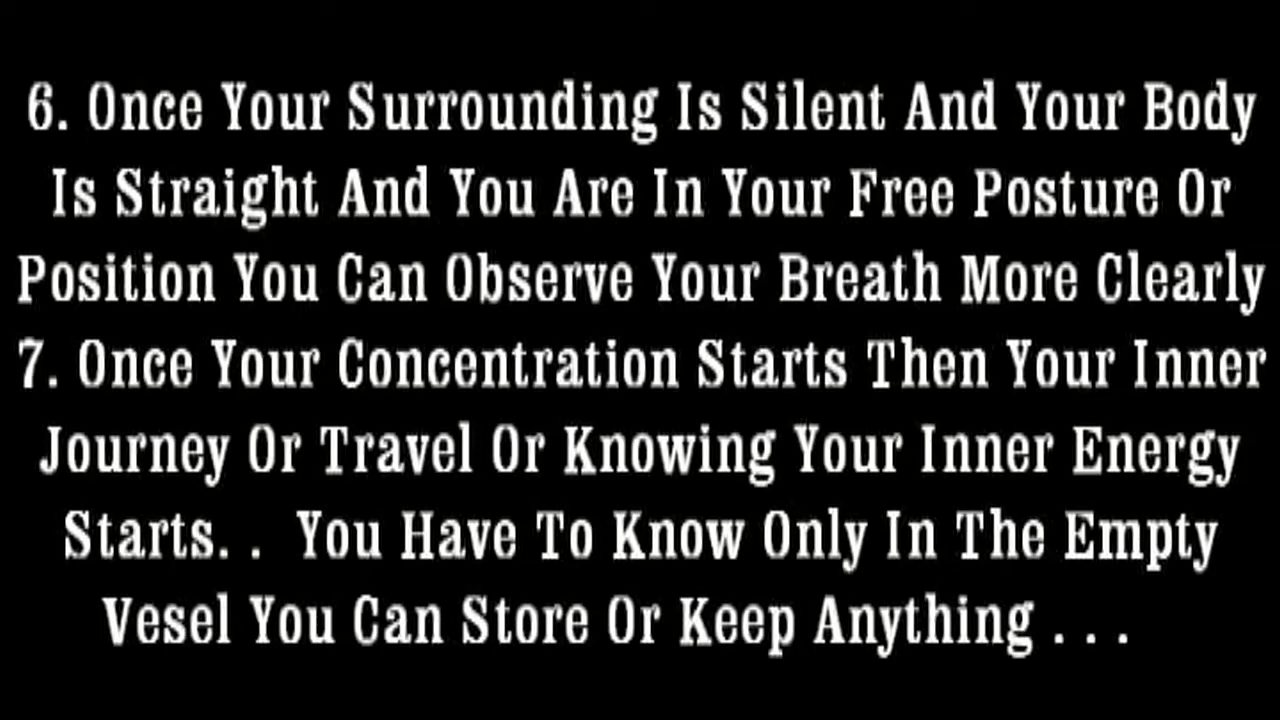 6. Once Your Surrounding Is Silent And Your Body
Is Straight And You Are In Your Free Posture Or
Position You Can Observe Your Breath More Clearly
7. Once Your Concentration Starts Then Your Inner
Journey Or Travel Or Knowing Your Inner Energy
Starts. .  You Have To Know Only In The Empty
Vesel You Can Store Or Keep Anything . . .